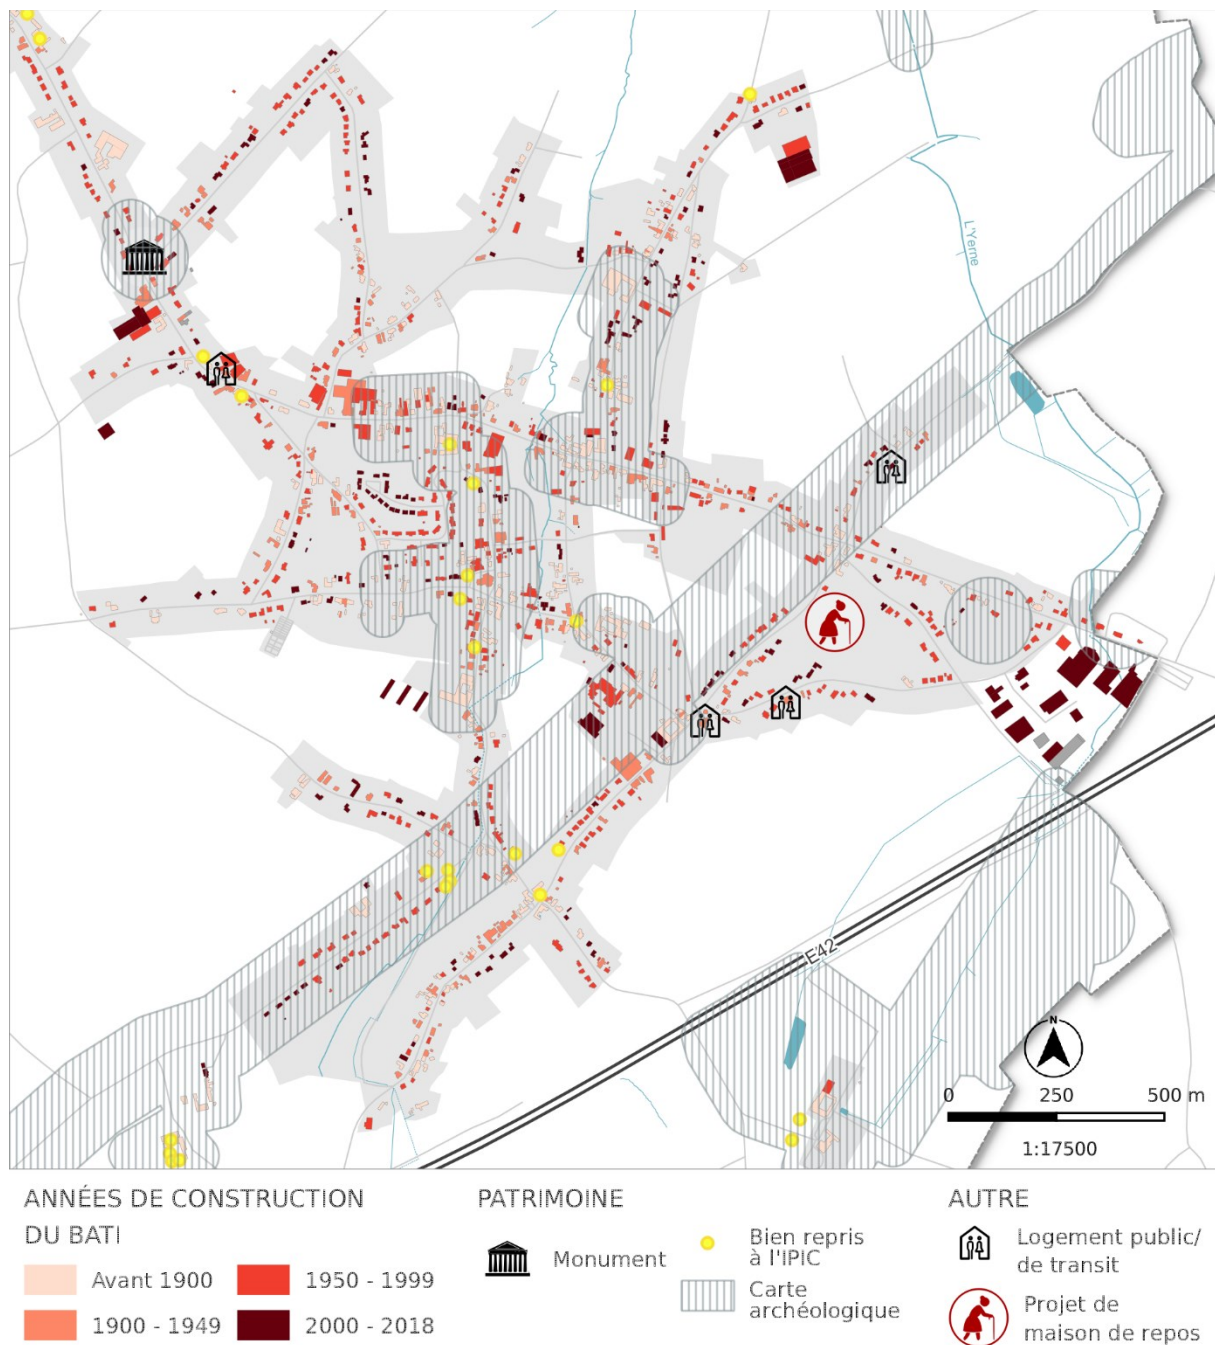 L'Yerne
E42
N
0 250 500 m
1:17500
ANNÉES DE CONSTRUCTION
DU BATI
Avant 1900
1950 - 1999
1900 - 1949
2000 - 2018
PATRIMOINE
Monument
Bien repris
à l'IPIC
Carte
archéologique
AUTRE
Logement public/
de transit
Projet de
maison de repos